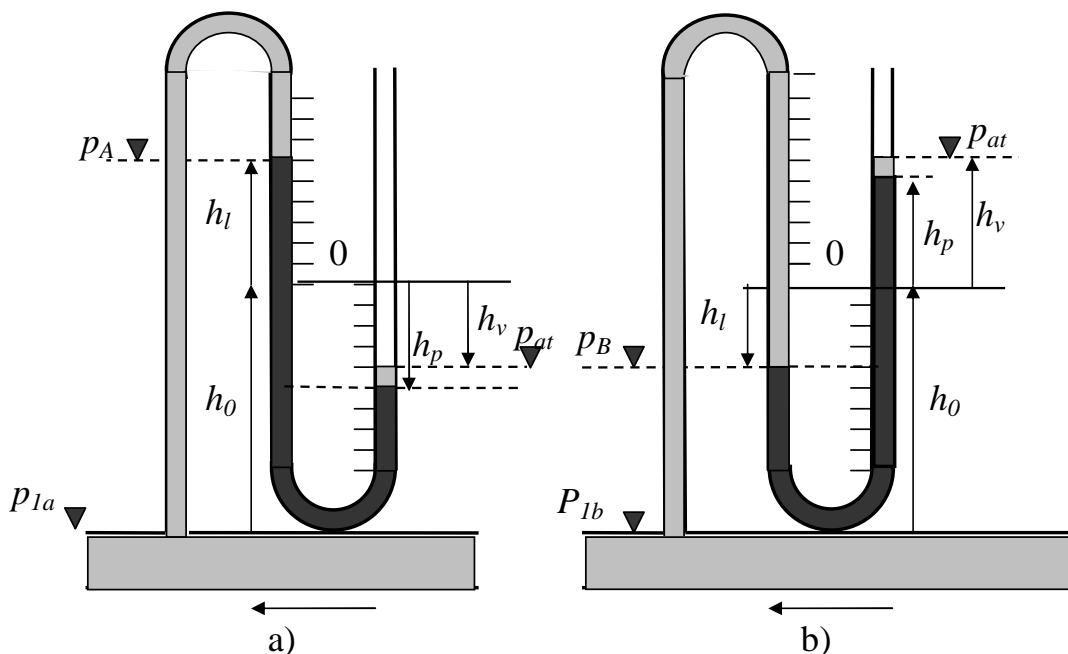 p_A
h_l
0
h_v
h_p
p_at
h_0
p_1a
a)
p_at
0
h_p
h_v
h_l
p_B
h_0
P_1b
b)